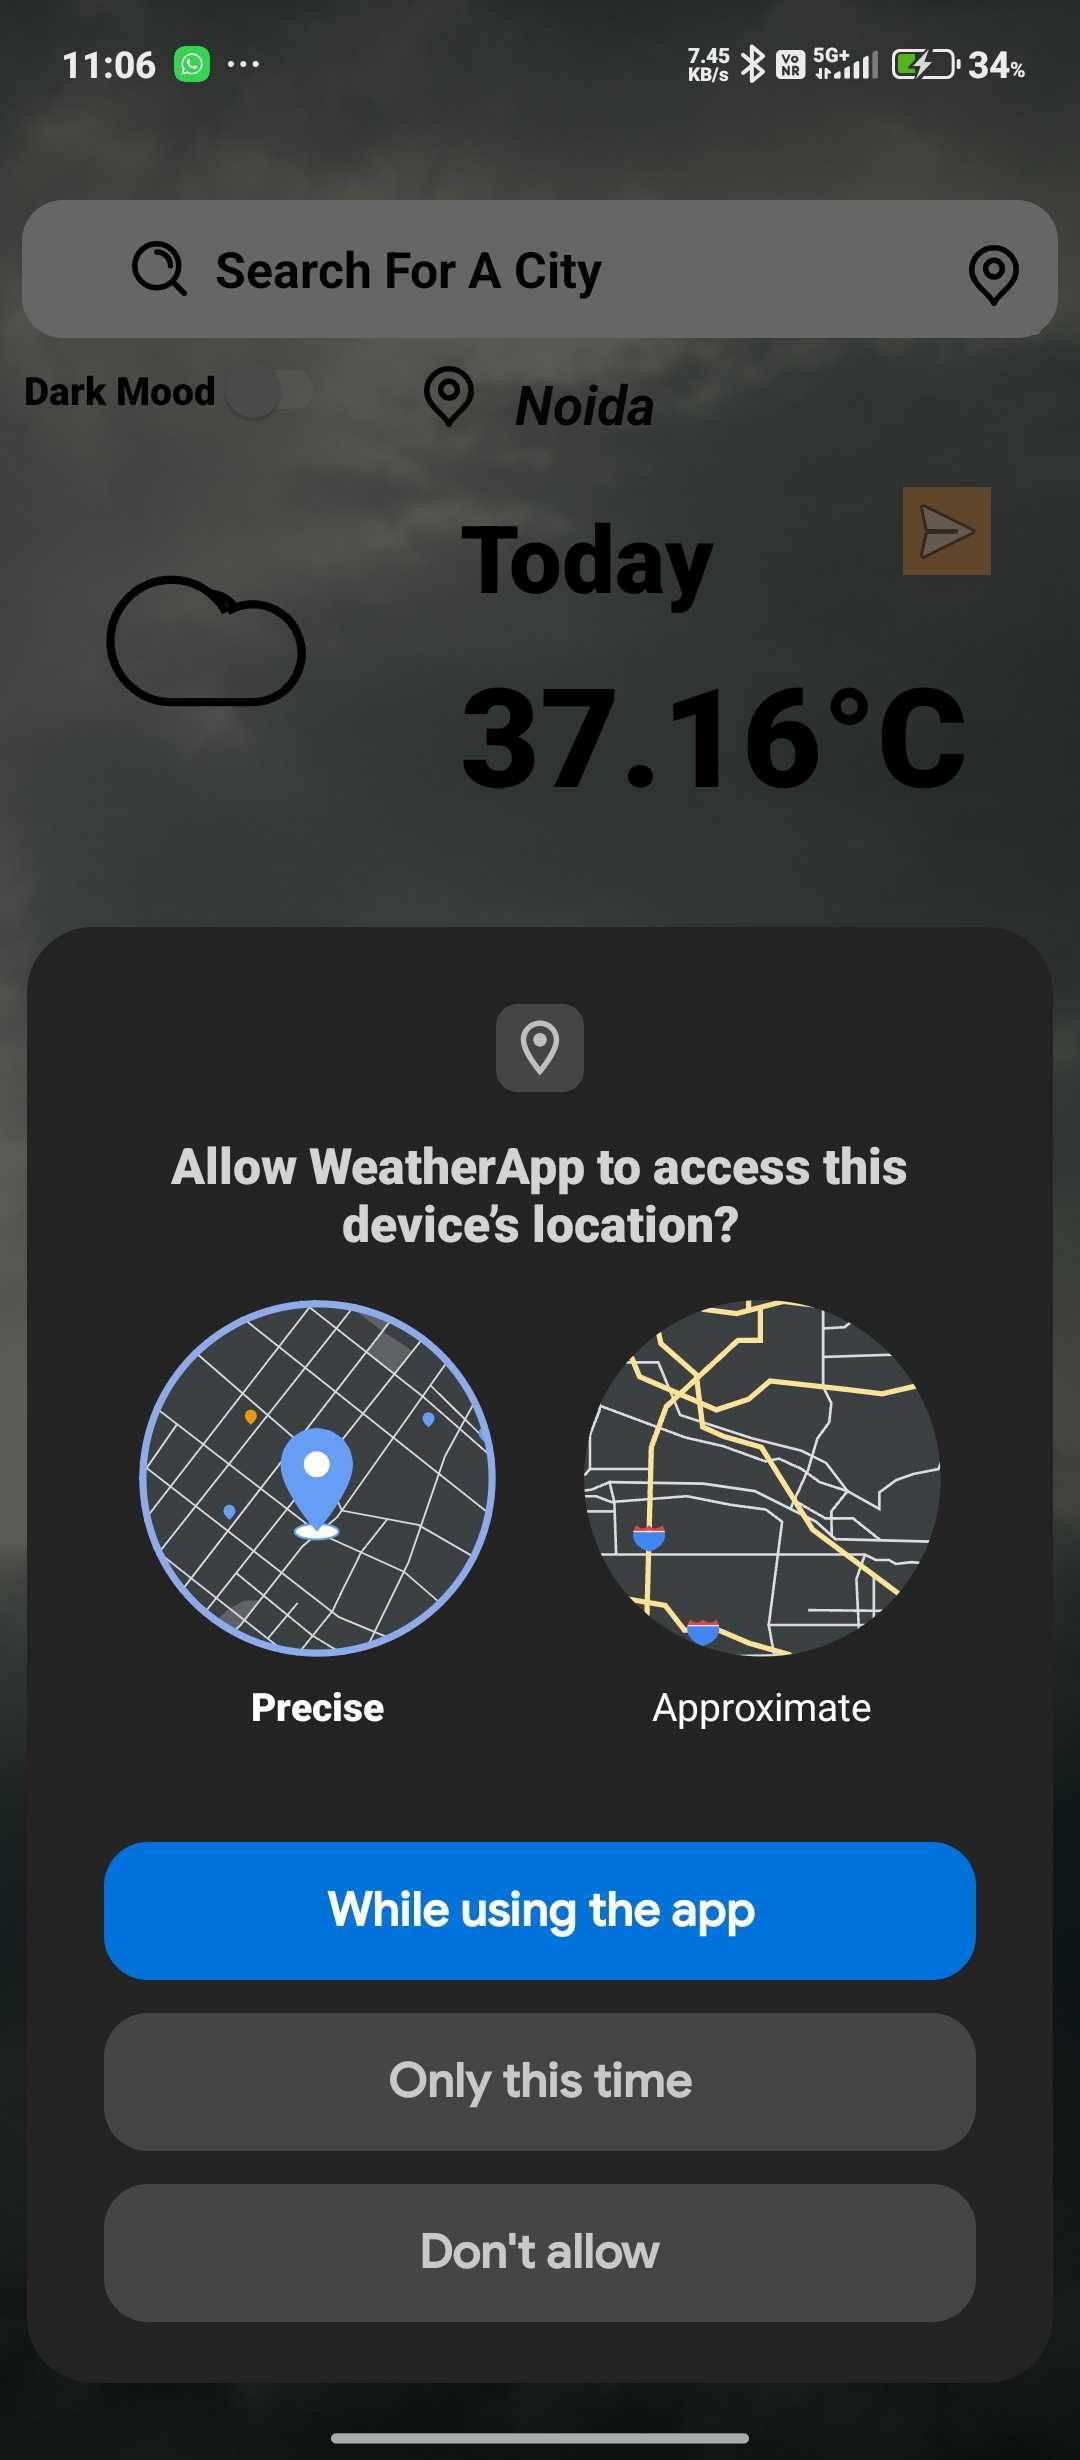 11:06
7.45
KB/s
Vo
NR
5G+
34%
Search For A City
Dark Mood
Noida
Today
37.16°C
Allow WeatherApp to access this
device’s location?
Precise
Approximate
While using the app
Only this time
Don't allow